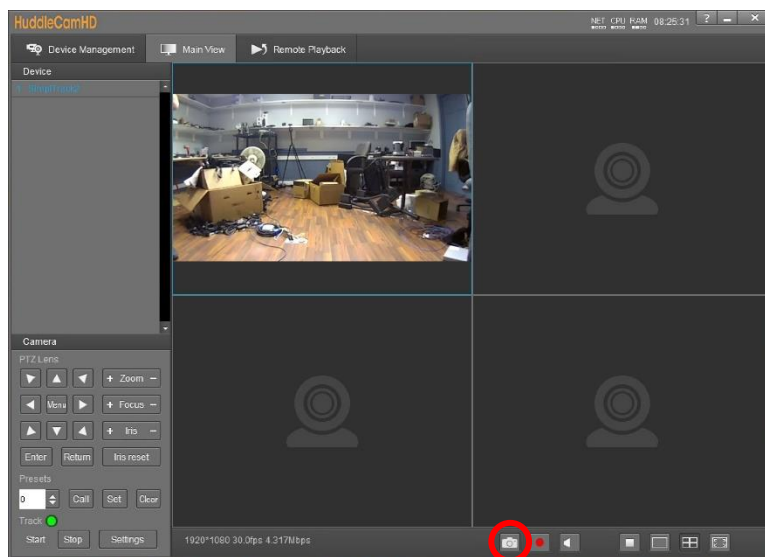 HuddleCamHD
NET CPU RAM 08:25:31 ?
Device Management Main View Remote Playback
Device
Camera
PTZ Lens
+ Zoom −
Menu + Focus −
+ Iris −
Enter Return Iris reset
Presets
0 Call Set Clear
Track
Start Stop Settings
1920*1080 30.0fps 4.317Mbps